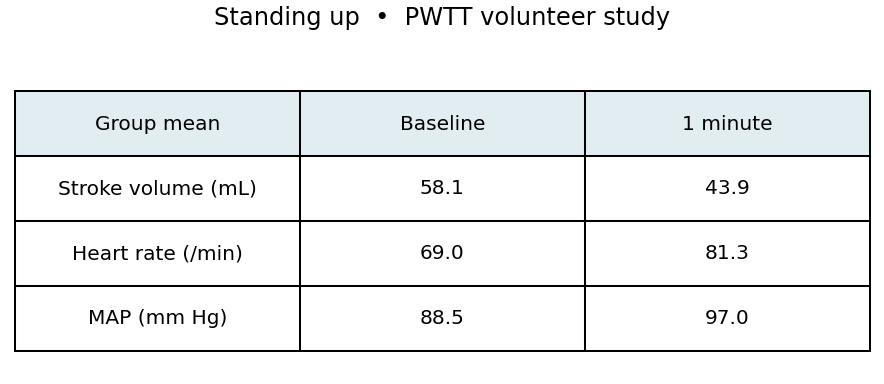 Standing up • PWTT volunteer study
Group mean Baseline 1 minute
Stroke volume (mL) 58.1 43.9
Heart rate (/min) 69.0 81.3
MAP (mm Hg) 88.5 97.0